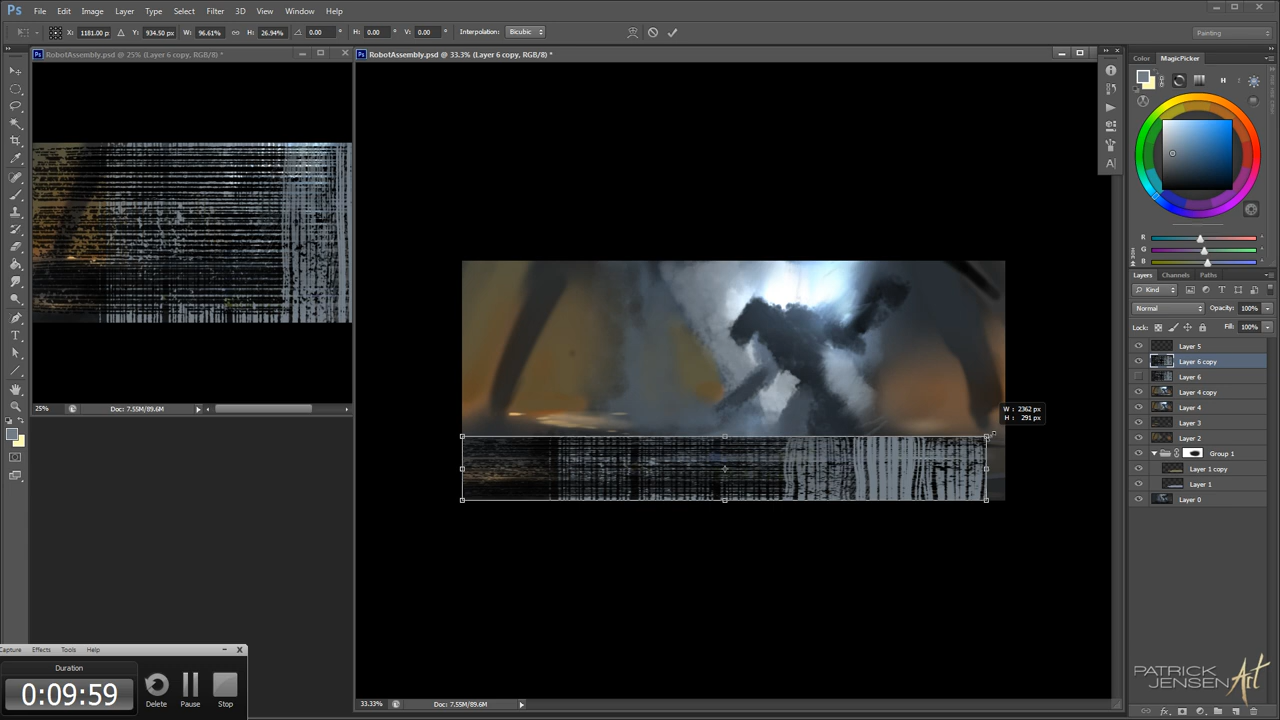 Ps File Edit Image Layer Type Select Filter 3D View Window Help
X: 1181.00 p Y: 934.50 px W: 96.61% H: 26.94% 0.00 ° H: 0.00 ° V: 0.00 ° Interpolation: Bicubic Painting
RobotAssembly.psd @ 25% (Layer 6 copy, RGB/8) *
RobotAssembly.psd @ 33.3% (Layer 6 copy, RGB/8) *
Color MagicPicker
H
R
G
B
Layers Channels Paths
Kind
Normal Opacity: 100%
Lock: Fill: 100%
Layer 5
Layer 6 copy
Layer 6
Layer 4 copy
Layer 4
Layer 3
Layer 2
Group 1
Layer 1 copy
Layer 1
Layer 0
W: 2362 px
H: 291 px
25% Doc: 7.55M/89.6M
Capture Effects Tools Help
Duration
0:09:59
Delete Pause Stop
33.33% Doc: 7.55M/89.6M
PATRICK
JENSEN Art